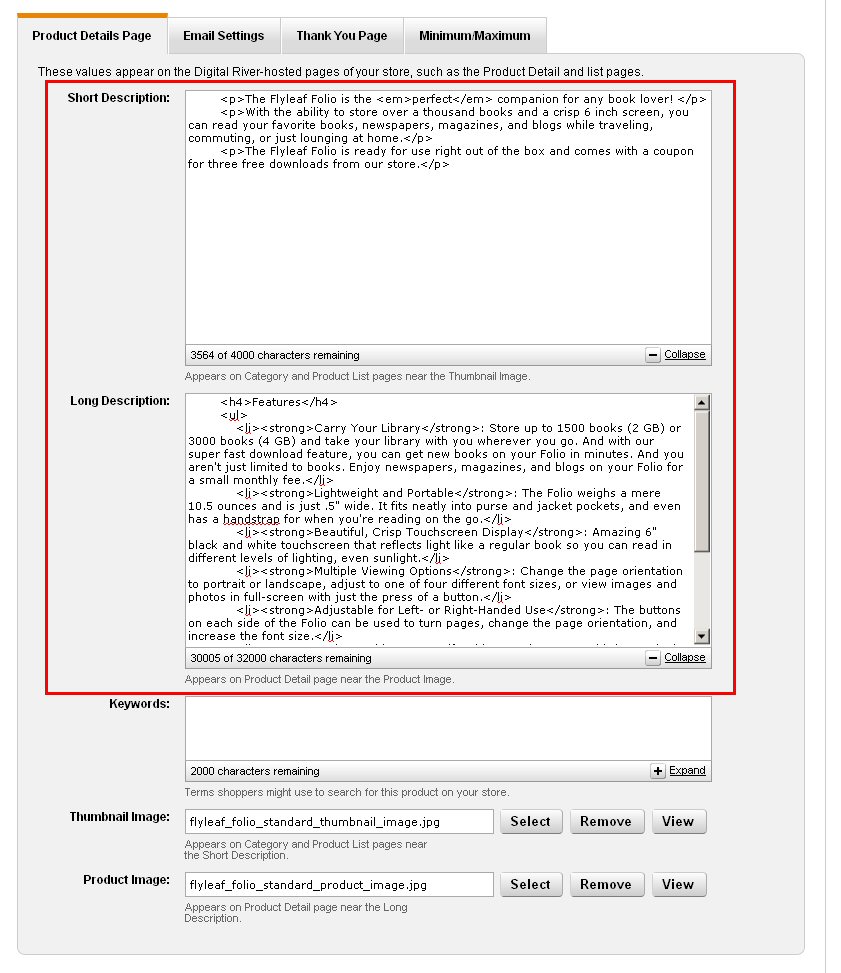 Product Details Page Email Settings Thank You Page Minimum/Maximum
These values appear on the Digital River-hosted pages of your store, such as the Product Detail and list pages.
Short Description:
<p>The Flyleaf Folio is the <em>perfect</em> companion for any book lover! </p>
<p>With the ability to store over a thousand books and a crisp 6 inch screen, you
can read your favorite books, newspapers, magazines, and blogs while traveling,
commuting, or just lounging at home.</p>
<p>The Flyleaf Folio is ready for use right out of the box and comes with a coupon
for three free downloads from our store.</p>
3564 of 4000 characters remaining
Collapse
Appears on Category and Product List pages near the Thumbnail Image.
Long Description:
<h4>Features</h4>
<ul>
<li><strong>Carry Your Library</strong>: Store up to 1500 books (2 GB) or
3000 books (4 GB) and take your library with you wherever you go. And with our
super fast download feature, you can get new books on your Folio in minutes. And you
aren't just limited to books. Enjoy newspapers, magazines, and blogs on your Folio for
a small monthly fee.</li>
<li><strong>Lightweight and Portable</strong>: The Folio weighs a mere
10.5 ounces and is just .5" wide. It fits neatly into purse and jacket pockets, and even
has a handstrap for when you're reading on the go.</li>
<li><strong>Beautiful, Crisp Touchscreen Display</strong>: Amazing 6"
black and white touchscreen that reflects light like a regular book so you can read in
different levels of lighting, even sunlight.</li>
<li><strong>Multiple Viewing Options</strong>: Change the page orientation
to portrait or landscape, adjust to one of four different font sizes, or view images and
photos in full-screen with just the press of a button.</li>
<li><strong>Adjustable for Left- or Right-Handed Use</strong>: The buttons
on each side of the Folio can be used to turn pages, change the page orientation, and
increase the font size.</li>
30005 of 32000 characters remaining
Collapse
Appears on Product Detail page near the Product Image.
Keywords:
2000 characters remaining
Expand
Terms shoppers might use to search for this product on your store.
Thumbnail Image:
flyleaf_folio_standard_thumbnail_image.jpg
Select Remove View
Appears on Category and Product List pages near
the Short Description.
Product Image:
flyleaf_folio_standard_product_image.jpg
Select Remove View
Appears on Product Detail page near the Long
Description.